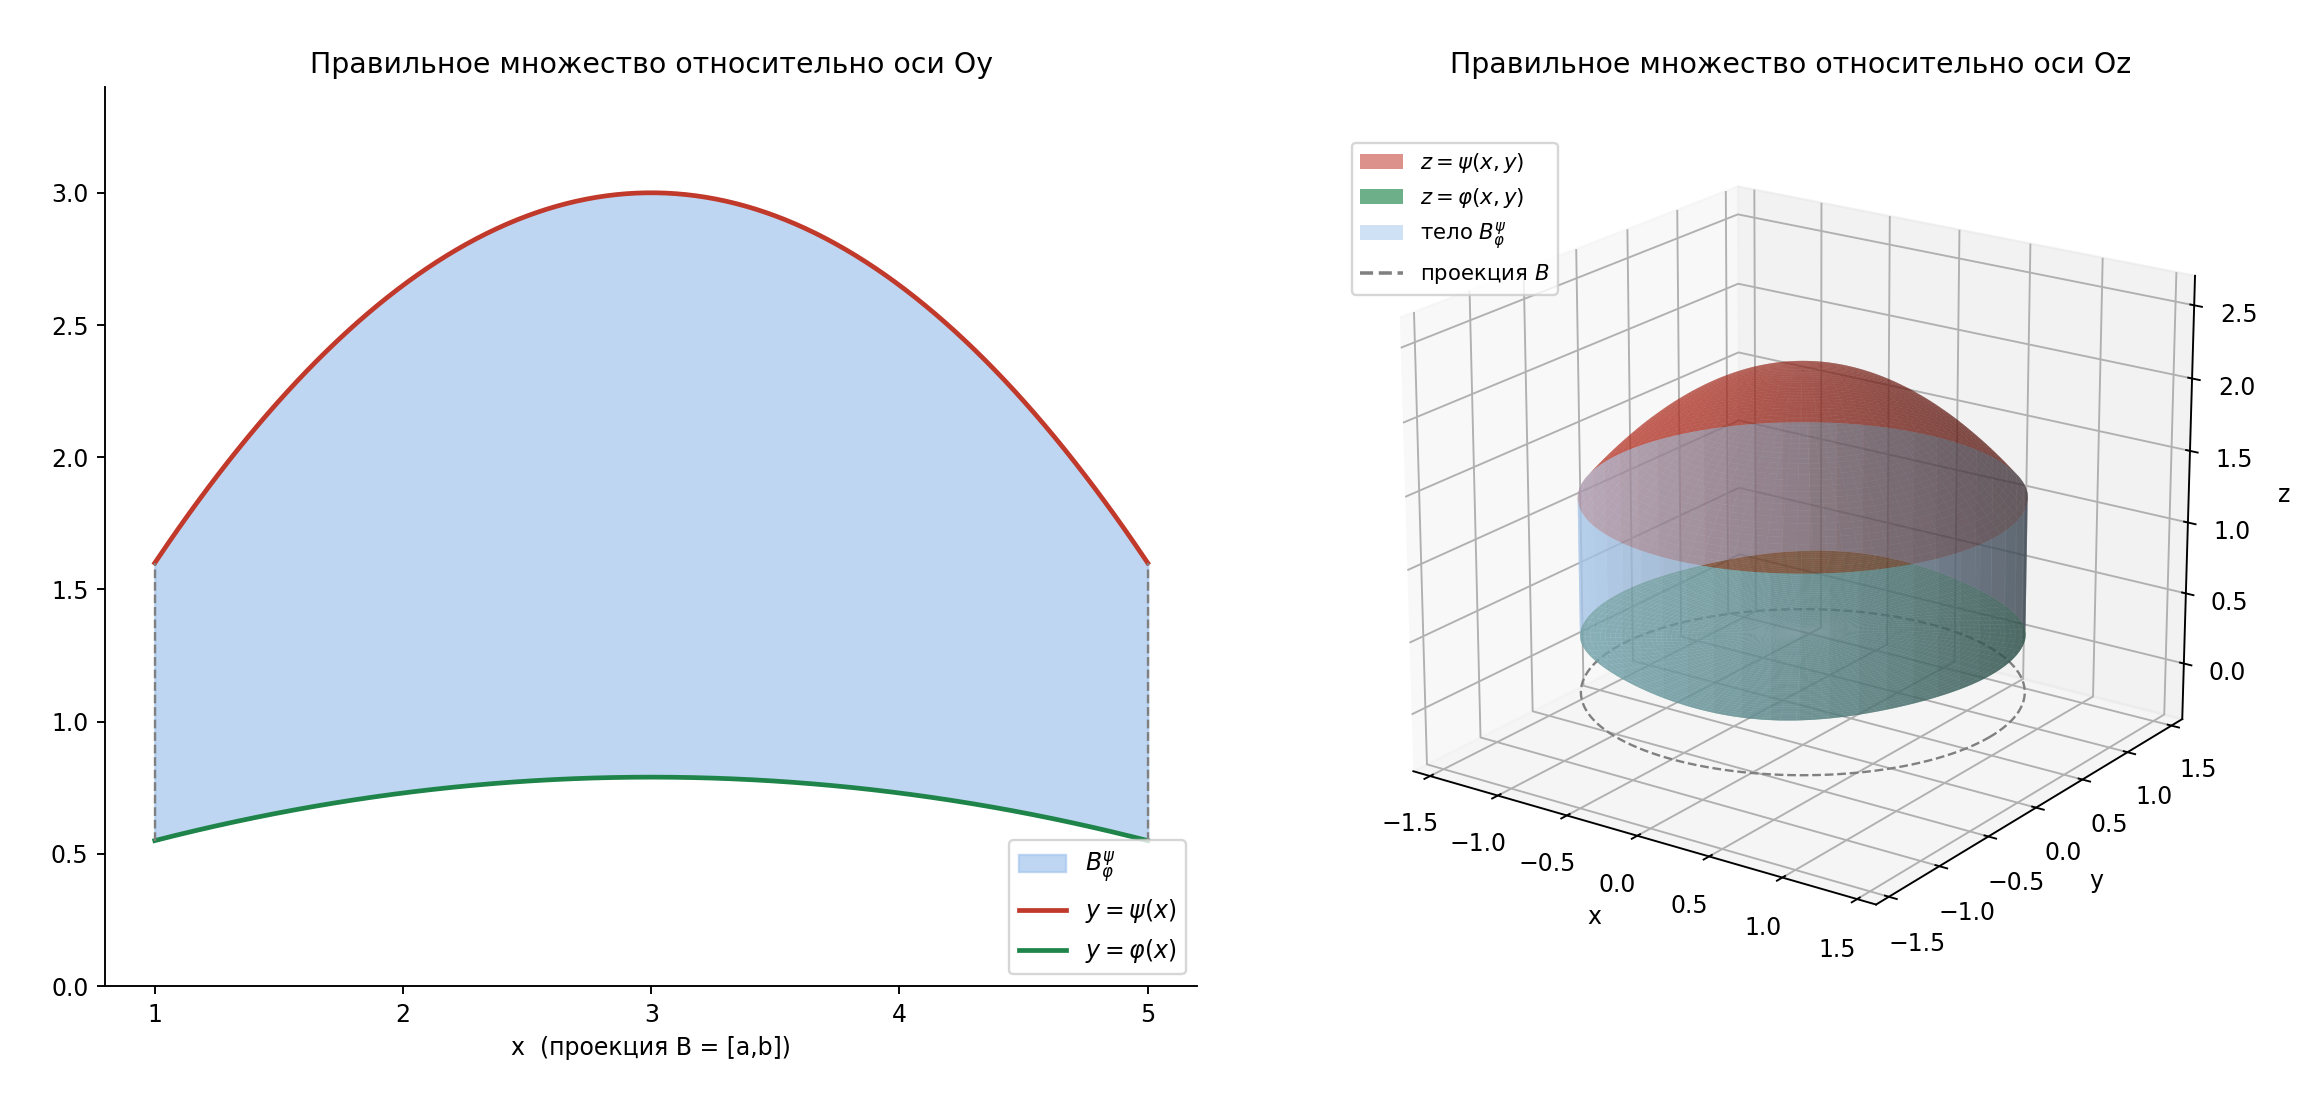 Правильное множество относительно оси Oy
3.0
2.5
2.0
1.5
1.0
0.5
0.0
1 2 3 4 5
x (проекция B = [a,b])
B_φ^ψ
y = ψ(x)
y = φ(x)
Правильное множество относительно оси Oz
z = ψ(x, y)
z = φ(x, y)
тело B_φ^ψ
проекция B
2.5
2.0
1.5
1.0
0.5
0.0
z
−1.5 −1.0 −0.5 0.0 0.5 1.0 1.5
x
−1.5 −1.0 −0.5 0.0 0.5 1.0 1.5
y